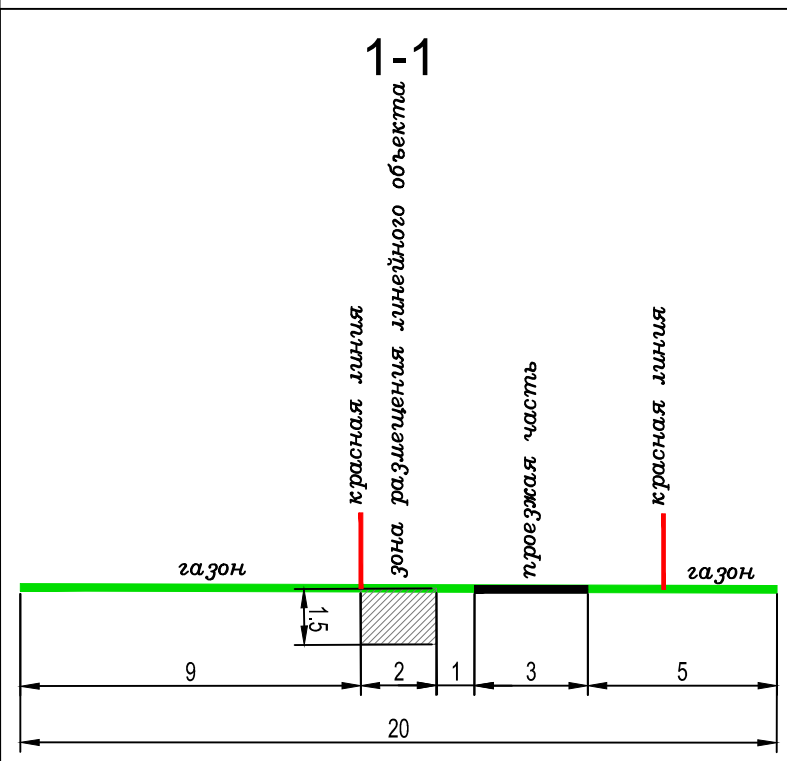 1-1
зона размещения линейного объекта
красная линия
проезжая часть
красная линия
газон
газон
1.5
9
2
1
3
5
20